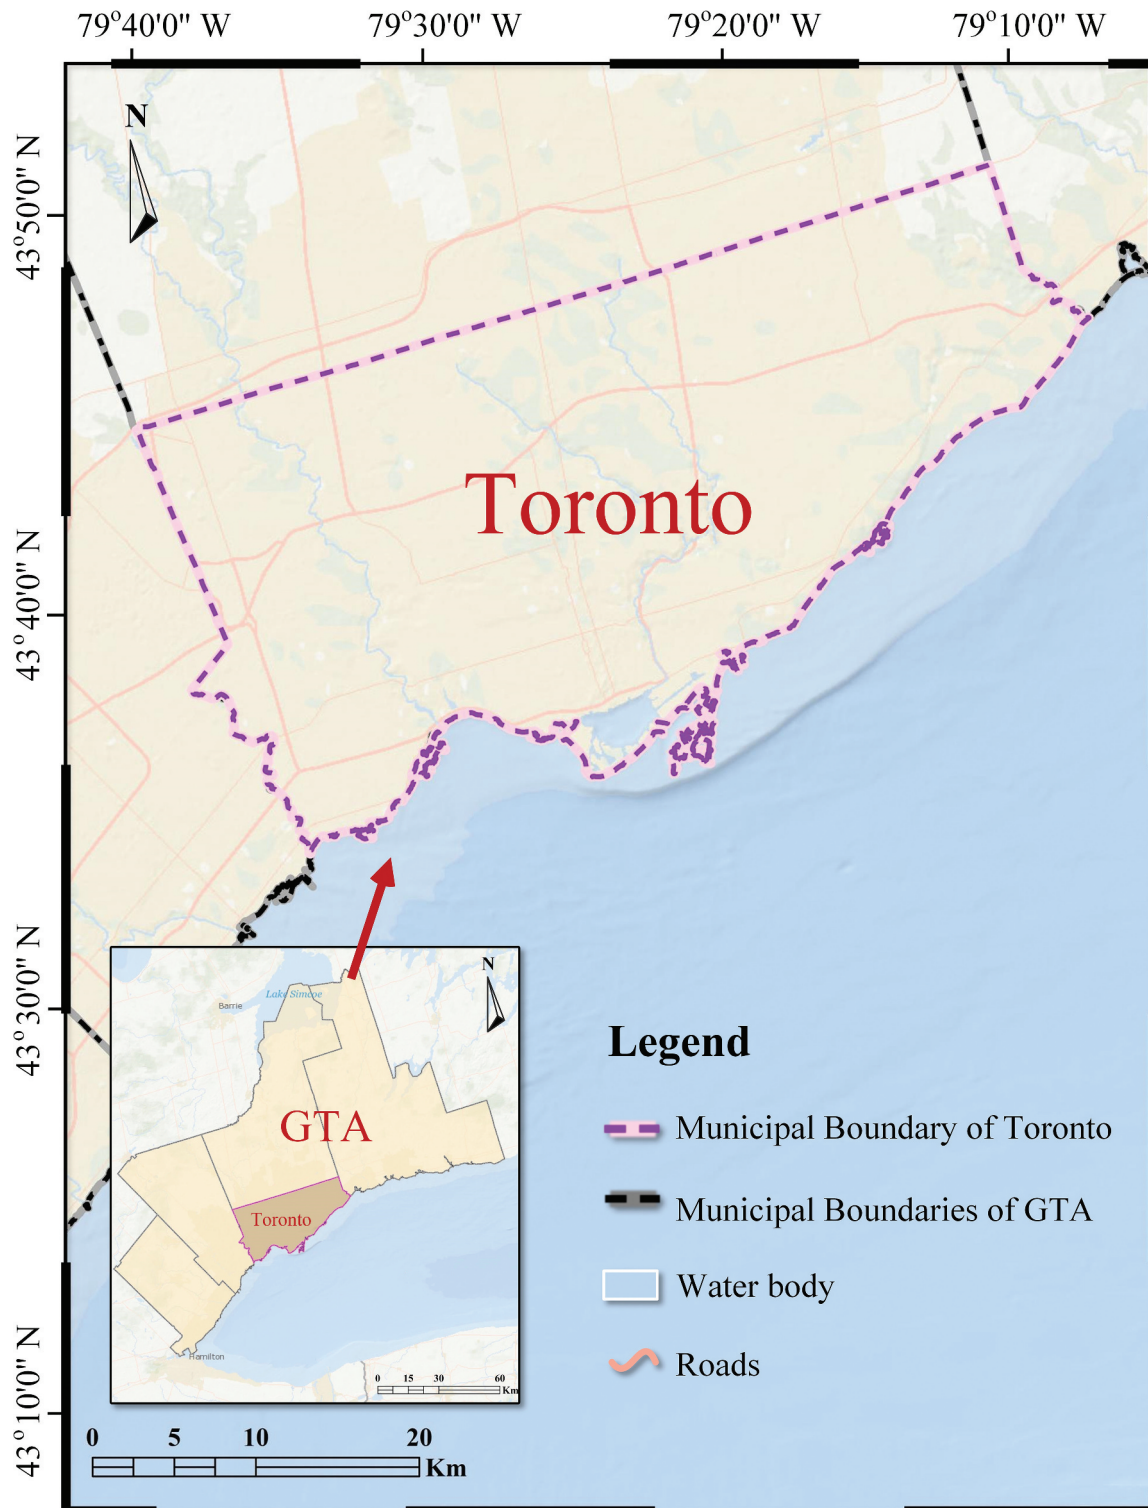 79°40'0" W
79°30'0" W
79°20'0" W
79°10'0" W
N
43°50'0" N
43°40'0" N
43°30'0" N
43°10'0" N
Toronto
N
Lake Simcoe
Barrie
GTA
Toronto
Hamilton
0 15 30 60
Km
Legend
Municipal Boundary of Toronto
Municipal Boundaries of GTA
Water body
Roads
0 5 10 20
Km